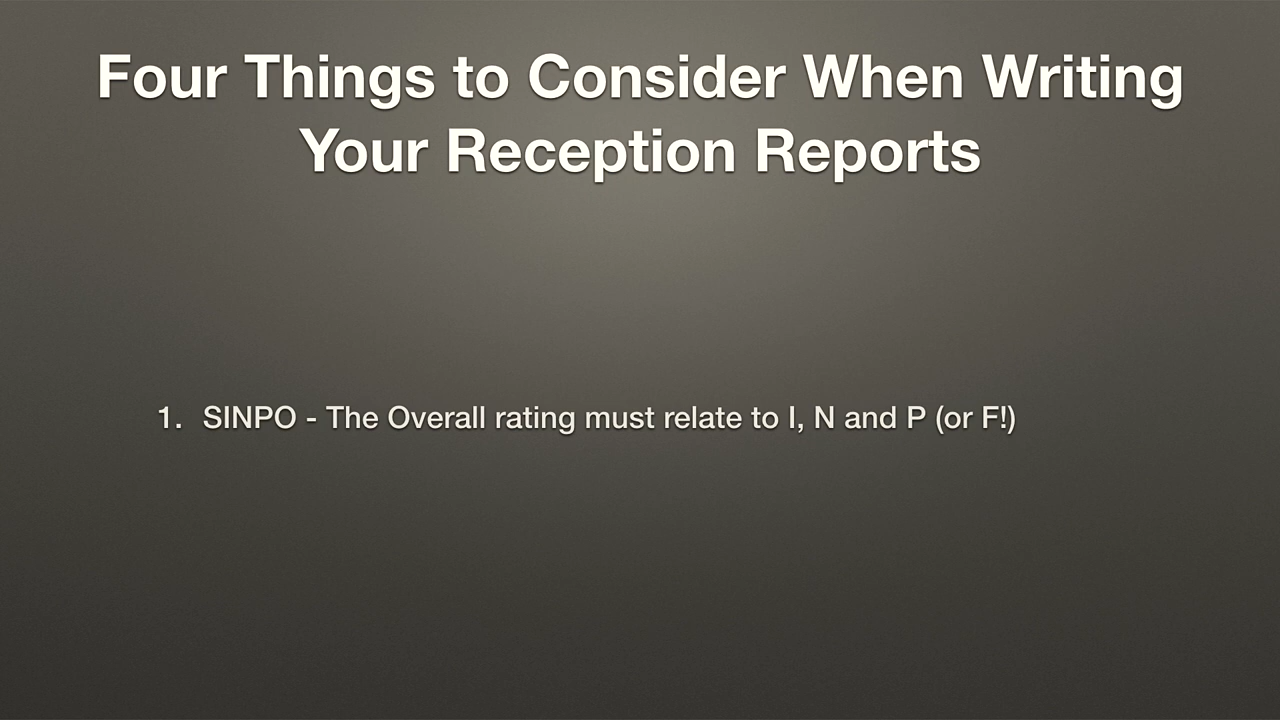 Four Things to Consider When Writing
Your Reception Reports
1. SINPO - The Overall rating must relate to I, N and P (or F!)